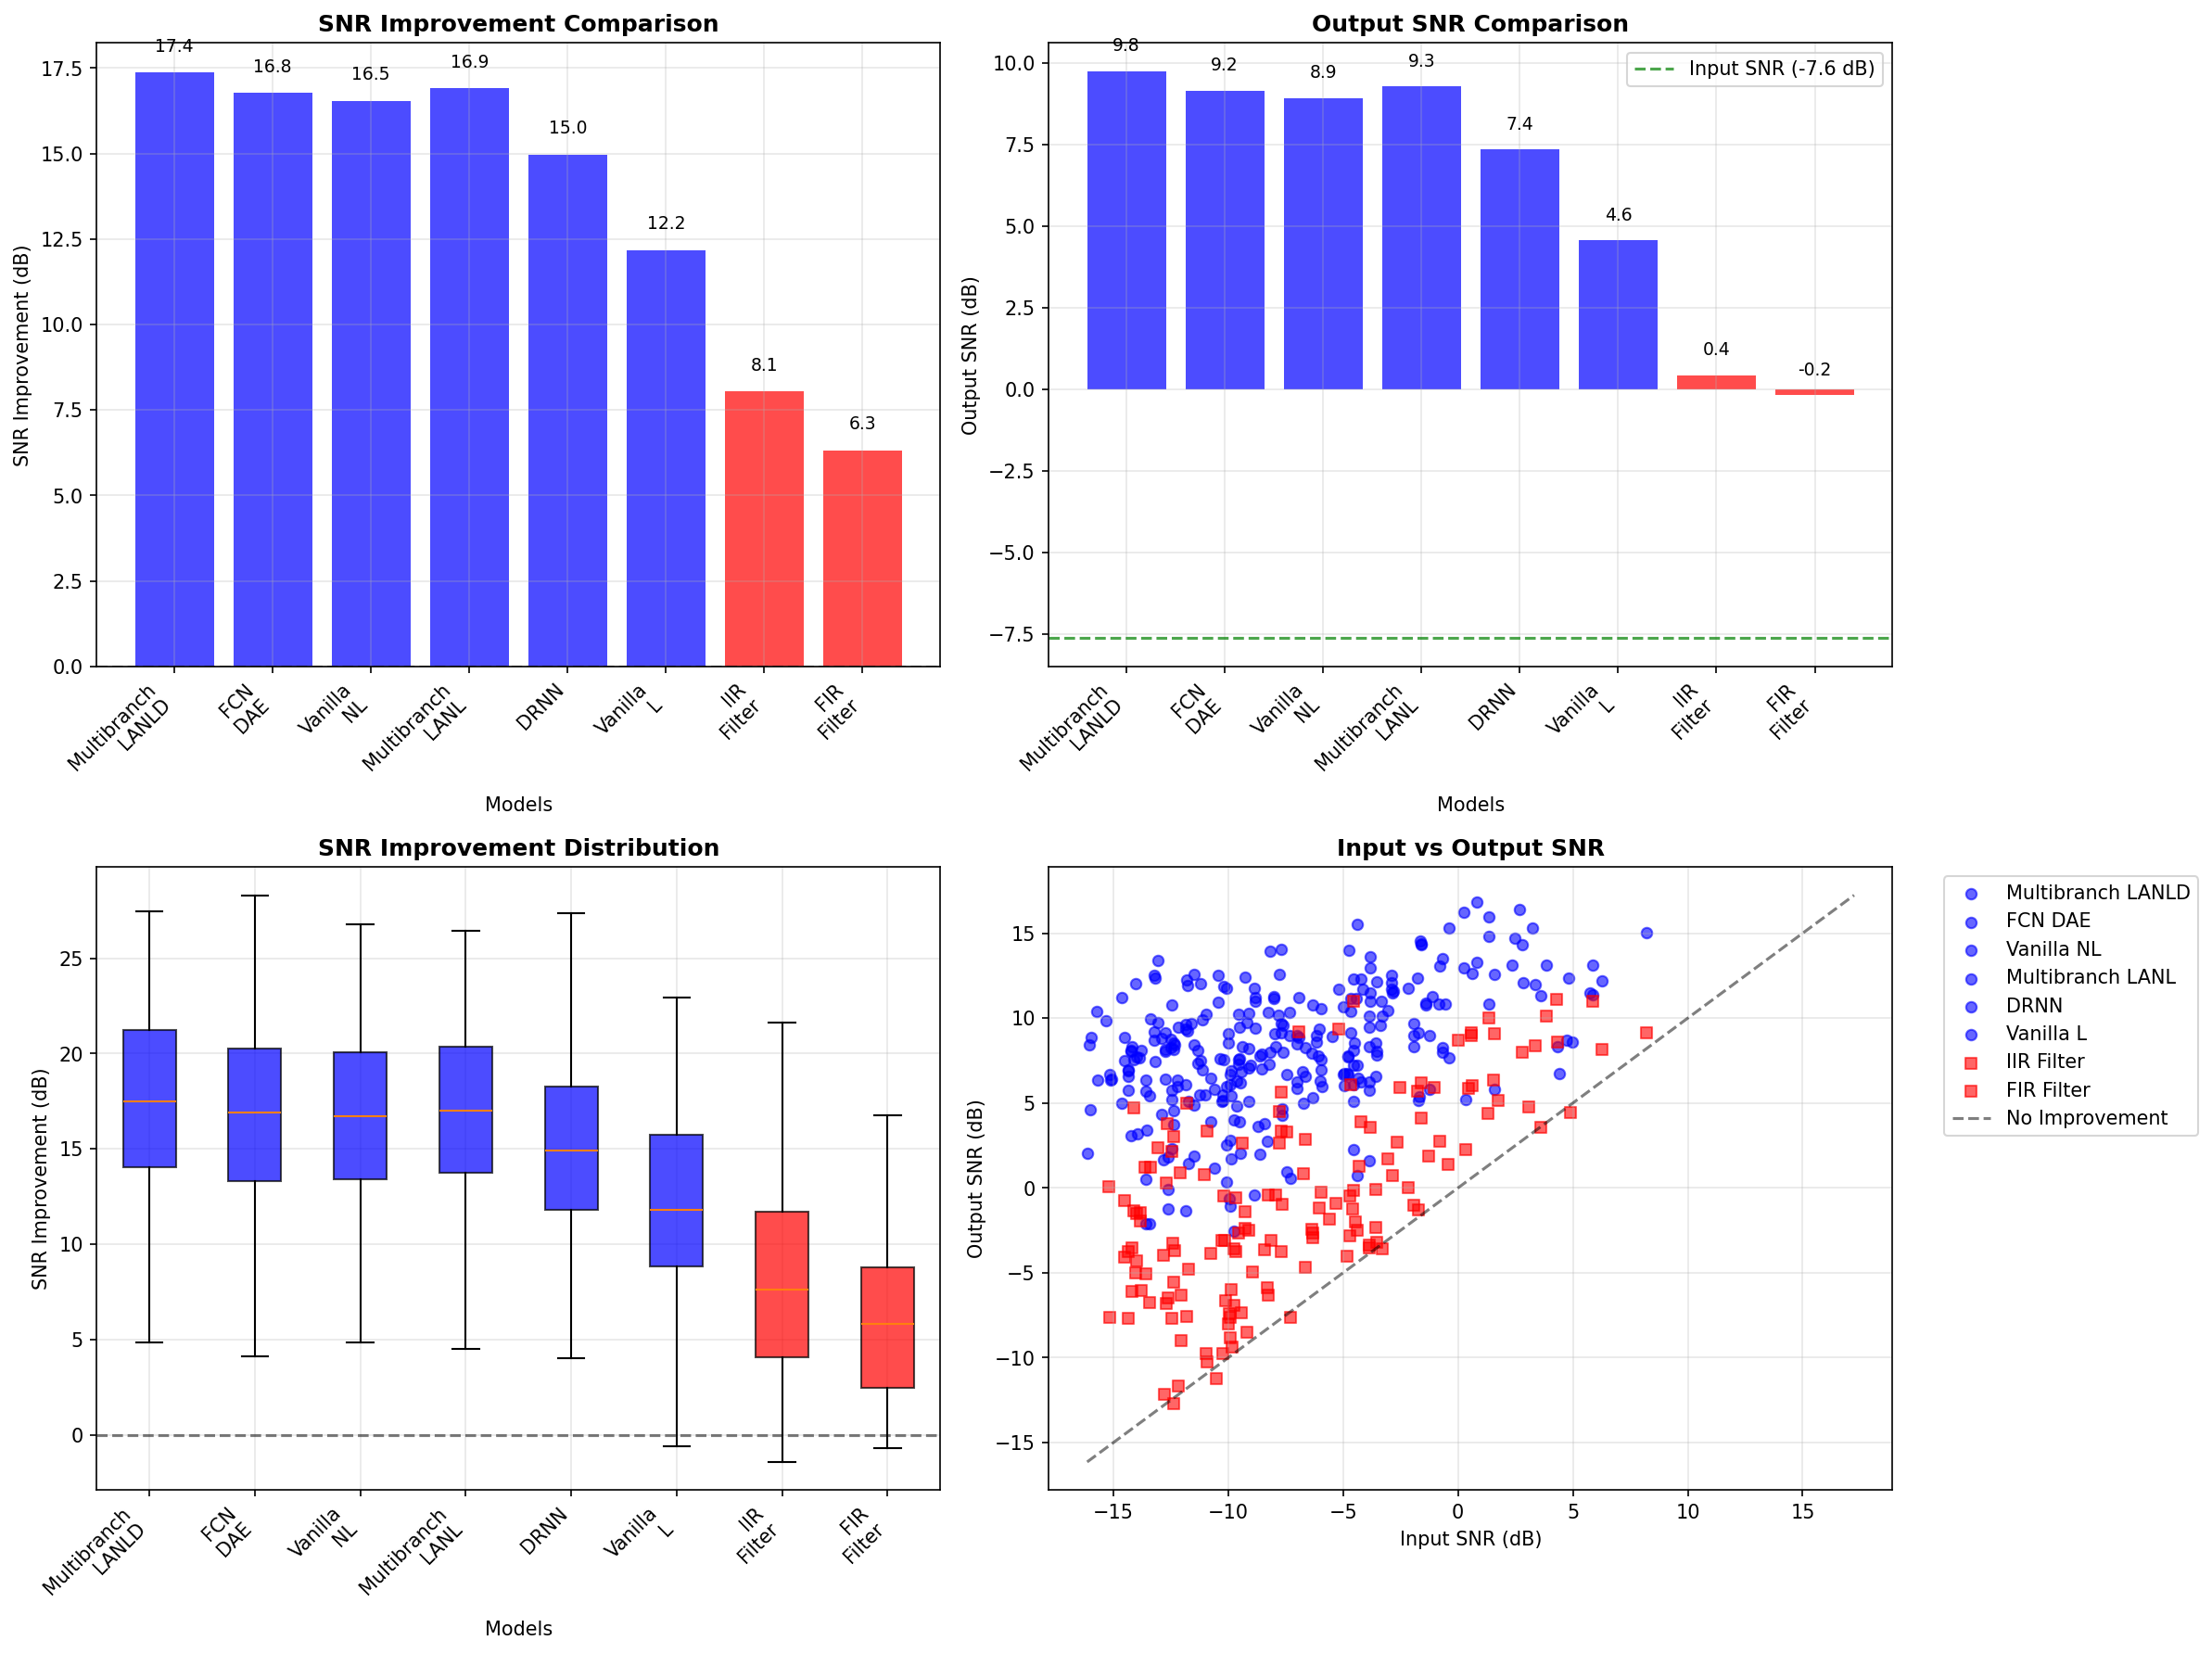 SNR Improvement Comparison
SNR Improvement (dB)
17.5
15.0
12.5
10.0
7.5
5.0
2.5
0.0
17.4
16.8
16.5
16.9
15.0
12.2
8.1
6.3
Multibranch
LANLD
FCN
DAE
Vanilla
NL
Multibranch
LANL
DRNN
Vanilla
L
IIR
Filter
FIR
Filter
Models
Output SNR Comparison
Output SNR (dB)
10.0
7.5
5.0
2.5
0.0
−2.5
−5.0
−7.5
9.8
9.2
8.9
9.3
7.4
4.6
0.4
-0.2
Input SNR (-7.6 dB)
Multibranch
LANLD
FCN
DAE
Vanilla
NL
Multibranch
LANL
DRNN
Vanilla
L
IIR
Filter
FIR
Filter
Models
SNR Improvement Distribution
SNR Improvement (dB)
25
20
15
10
5
0
Multibranch
LANLD
FCN
DAE
Vanilla
NL
Multibranch
LANL
DRNN
Vanilla
L
IIR
Filter
FIR
Filter
Models
Input vs Output SNR
Output SNR (dB)
15
10
5
0
−5
−10
−15
−15
−10
−5
0
5
10
15
Input SNR (dB)
Multibranch LANLD
FCN DAE
Vanilla NL
Multibranch LANL
DRNN
Vanilla L
IIR Filter
FIR Filter
No Improvement